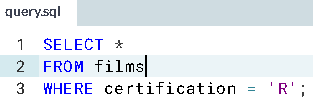 query.sql
1 SELECT *
2 FROM films
3 WHERE certification = 'R';